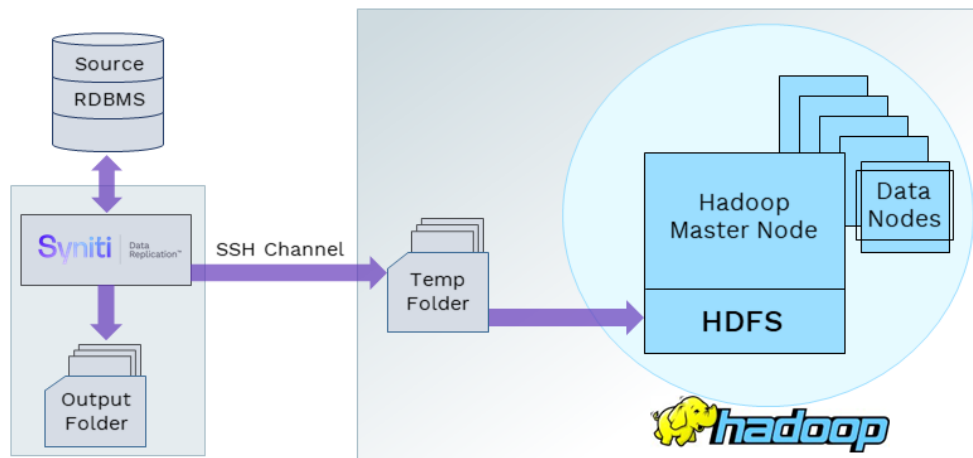 Source
RDBMS
Syniti
Data
Replication™
SSH Channel
Output
Folder
Temp
Folder
Hadoop
Master Node
HDFS
Data
Nodes
hadoop